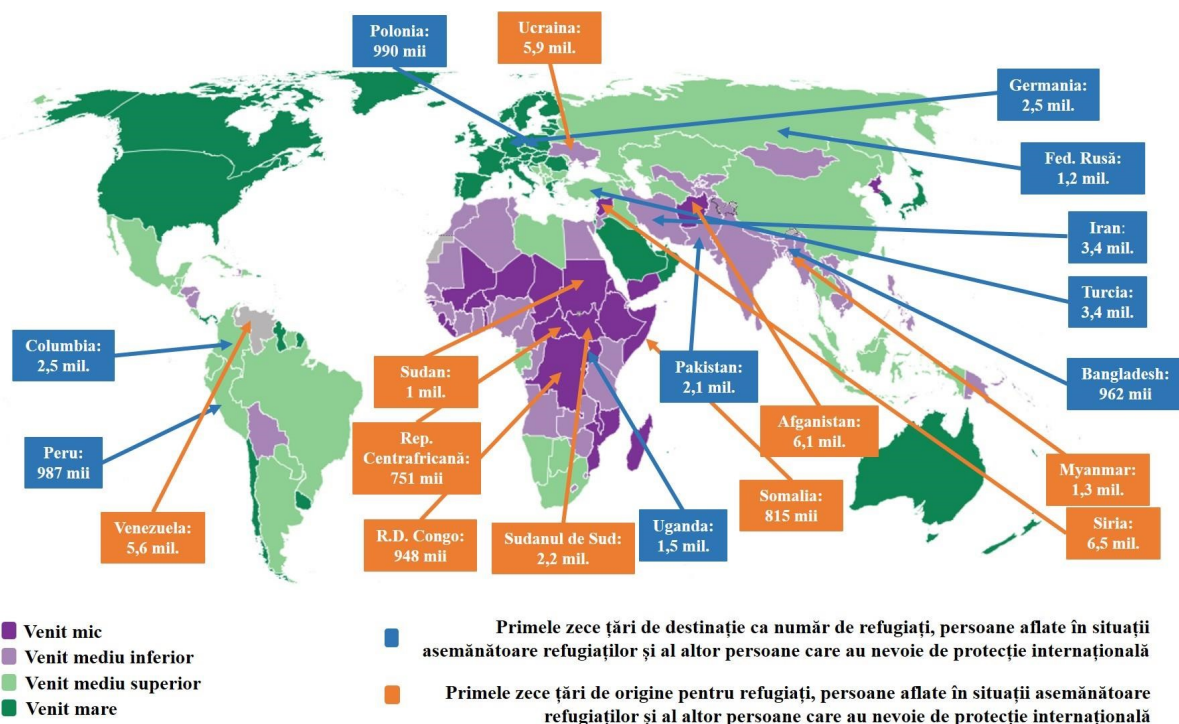 Polonia:
990 mii
Ucraina:
5,9 mil.
Germania:
2,5 mil.
Fed. Rusă:
1,2 mil.
Iran:
3,4 mil.
Turcia:
3,4 mil.
Bangladesh:
962 mii
Columbia:
2,5 mil.
Peru:
987 mii
Venezuela:
5,6 mil.
Sudan:
1 mil.
Rep.
Centrafricană:
751 mii
R.D. Congo:
948 mii
Sudanul de Sud:
2,2 mil.
Uganda:
1,5 mil.
Pakistan:
2,1 mil.
Somalia:
815 mii
Afganistan:
6,1 mil.
Myanmar:
1,3 mil.
Siria:
6,5 mil.
Venit mic
Venit mediu inferior
Venit mediu superior
Venit mare
Primele zece țări de destinație ca număr de refugiați, persoane aflate în situații
asemănătoare refugiaților și al altor persoane care au nevoie de protecție internațională
Primele zece țări de origine pentru refugiați, persoane aflate în situații asemănătoare
refugiaților și al altor persoane care au nevoie de protecție internațională